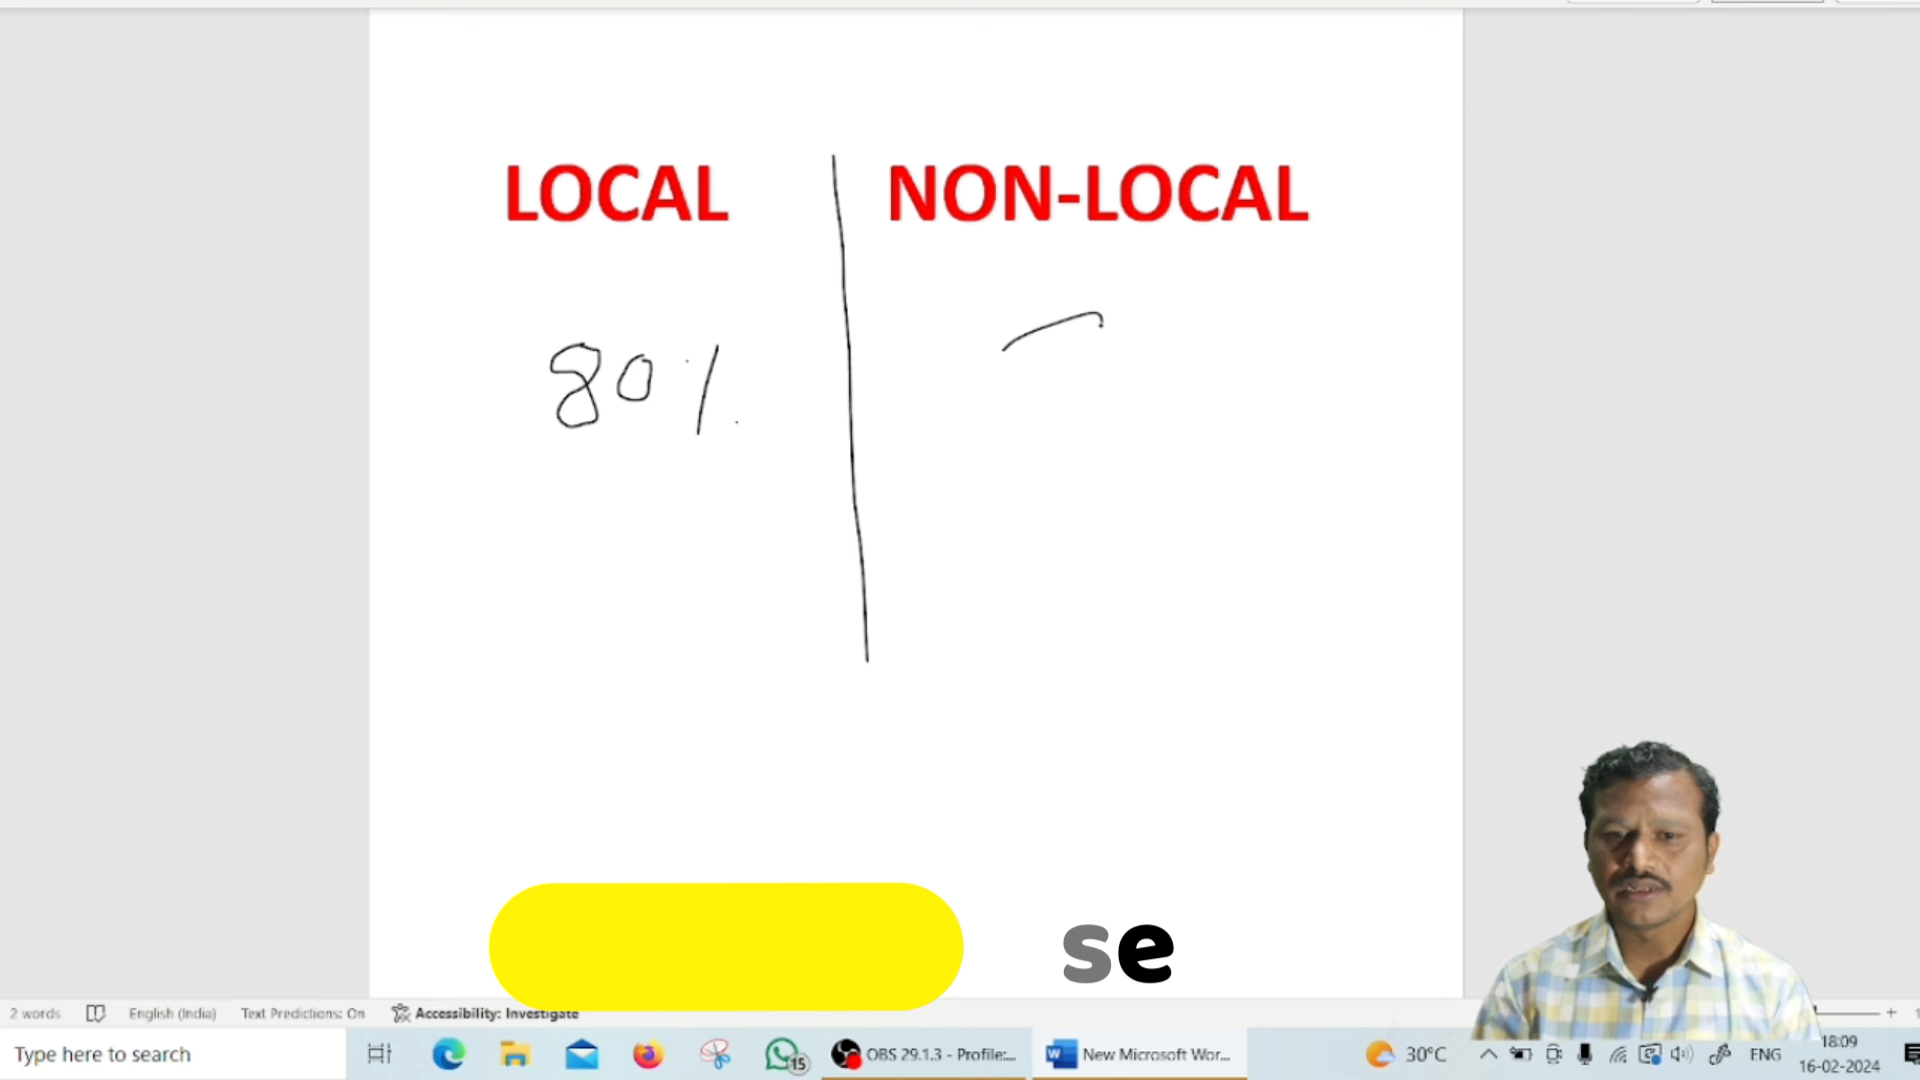 LOCAL NON-LOCAL
80%
se
2 words English (India) Text Predictions: On Accessibility: Investigate
Type here to search 15 OBS 29.1.3 - Profile:... New Microsoft Wor... 30°C ENG 18:09
16-02-2024